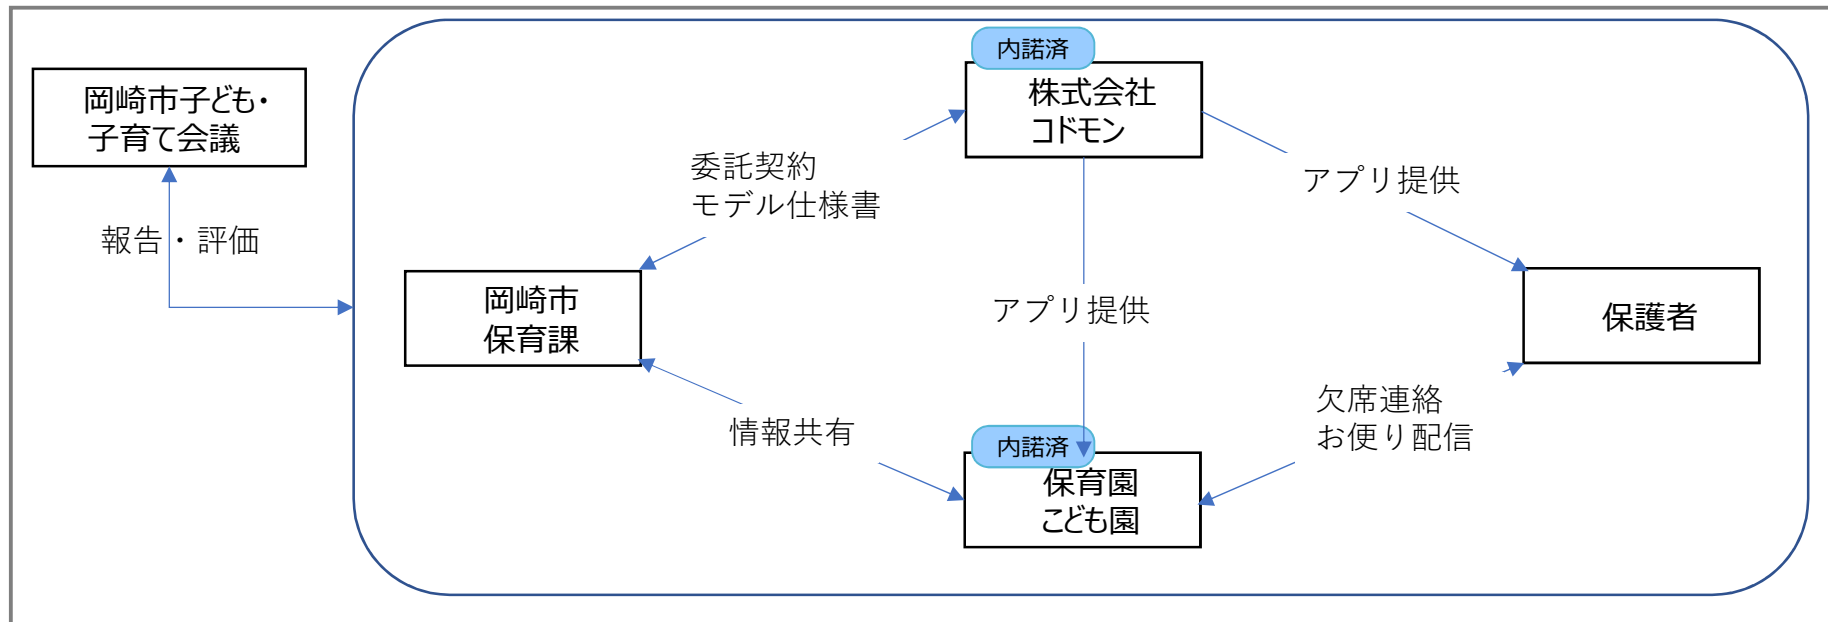 内諾済
岡崎市子ども・
子育て会議
株式会社
コドモン
委託契約
モデル仕様書
アプリ提供
報告・評価
岡崎市
保育課
アプリ提供
保護者
情報共有
欠席連絡
お便り配信
内諾済
保育園
こども園